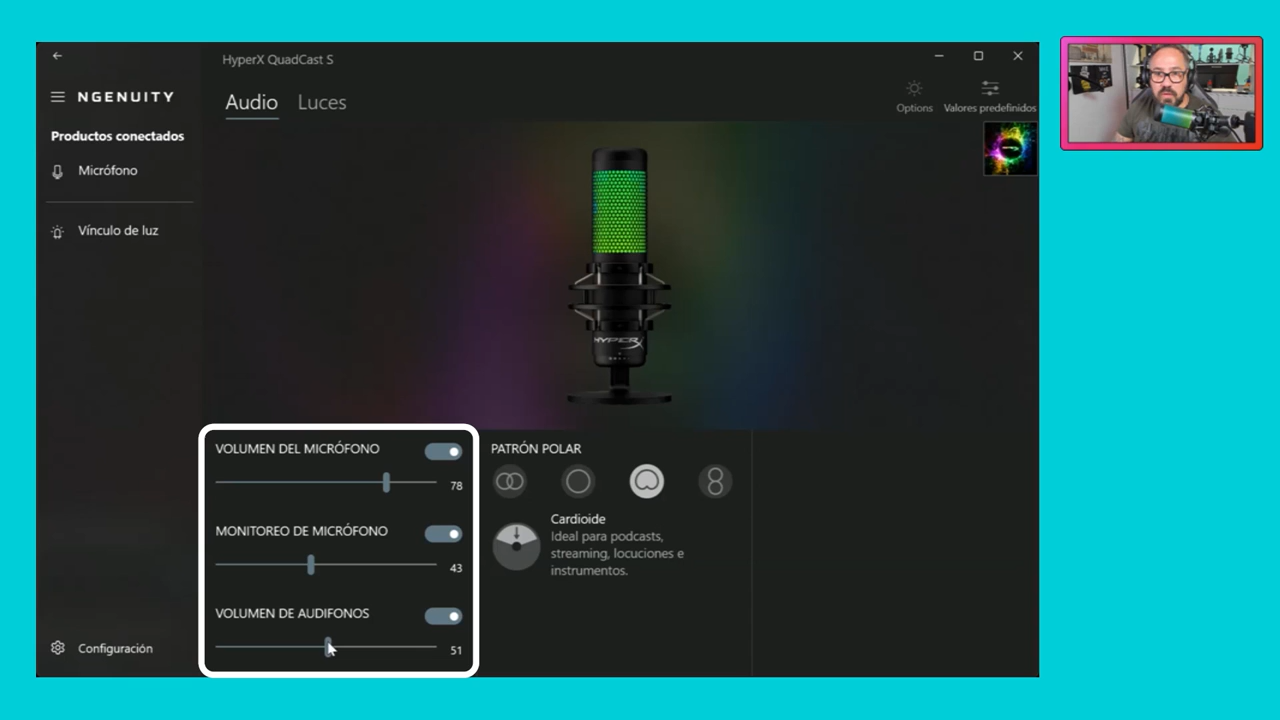 HyperX QuadCast S
NGENUITY
Audio
Luces
Options
Valores predefinidos
Productos conectados
Micrófono
Vínculo de luz
HYPERX
VOLUMEN DEL MICRÓFONO
78
MONITOREO DE MICRÓFONO
43
VOLUMEN DE AUDIFONOS
51
PATRÓN POLAR
Cardioide
Ideal para podcasts,
streaming, locuciones e
instrumentos.
Configuración